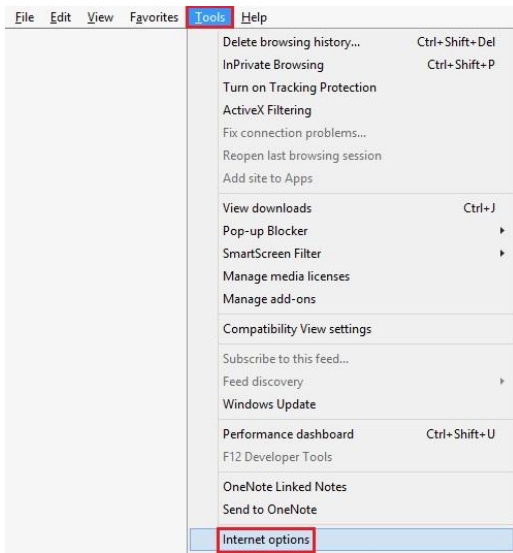 File Edit View Favorites Tools Help
Delete browsing history... Ctrl+Shift+Del
InPrivate Browsing Ctrl+Shift+P
Turn on Tracking Protection
ActiveX Filtering
Fix connection problems...
Reopen last browsing session
Add site to Apps
View downloads Ctrl+J
Pop-up Blocker
SmartScreen Filter
Manage media licenses
Manage add-ons
Compatibility View settings
Subscribe to this feed...
Feed discovery
Windows Update
Performance dashboard Ctrl+Shift+U
F12 Developer Tools
OneNote Linked Notes
Send to OneNote
Internet options